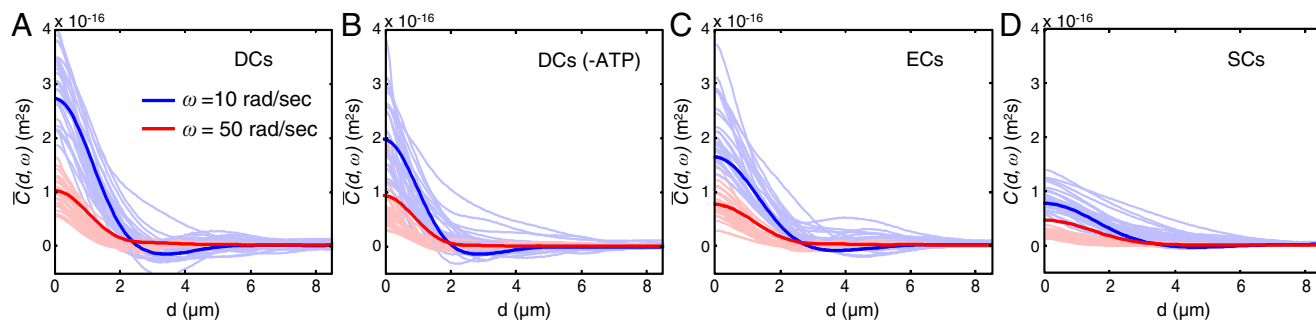 A
x 10⁻¹⁶
DCs
ω =10 rad/sec
ω = 50 rad/sec
C̅(d, ω) (m²s)
4
3
2
1
0
0 2 4 6 8
d (µm)
B
x 10⁻¹⁶
DCs (-ATP)
C̅(d, ω) (m²s)
4
3
2
1
0
0 2 4 6 8
d (µm)
C
x 10⁻¹⁶
ECs
C̅(d, ω) (m²s)
4
3
2
1
0
0 2 4 6 8
d (µm)
D
x 10⁻¹⁶
SCs
C(d, ω) (m²s)
4
3
2
1
0
0 2 4 6 8
d (µm)